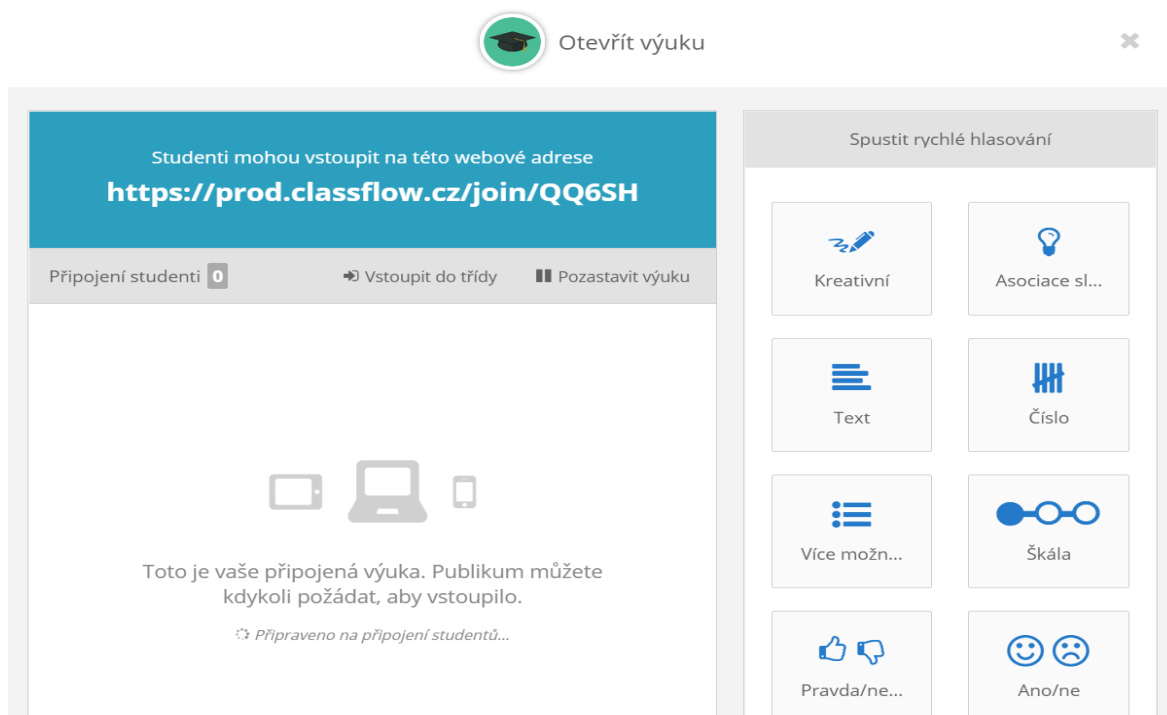 Otevřít výuku
Studenti mohou vstoupit na této webové adrese
https://prod.classflow.cz/join/QQ6SH
Připojení studenti 0
Vstoupit do třídy
Pozastavit výuku
Toto je vaše připojená výuka. Publikum můžete
kdykoli požádat, aby vstoupilo.
Připraveno na připojení studentů...
Spustit rychlé hlasování
Kreativní
Asociace sl...
Text
Číslo
Více možn...
Škála
Pravda/ne...
Ano/ne